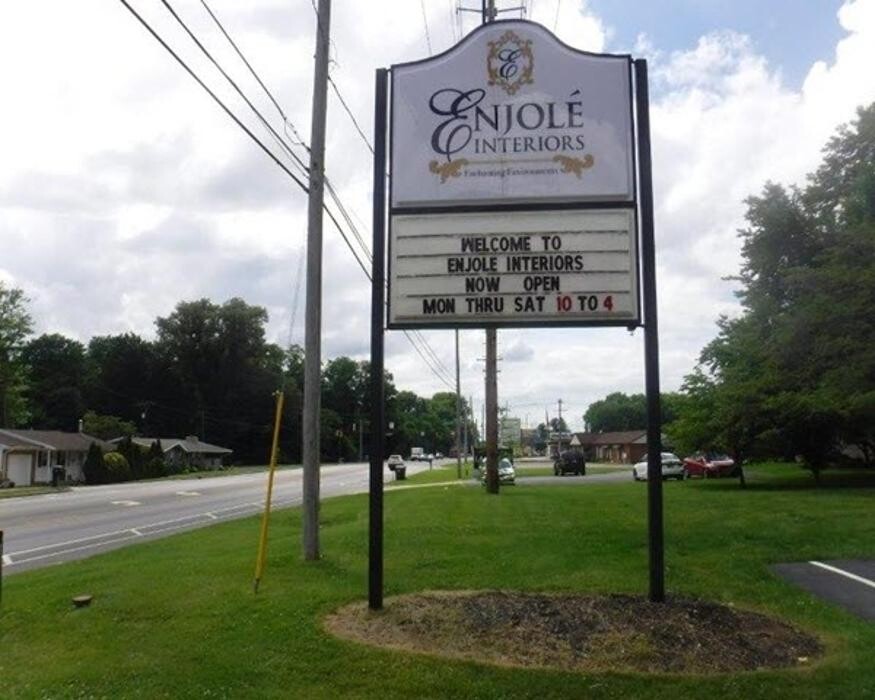 E
ENJOLÉ
INTERIORS
Enchanting Environments
WELCOME TO
ENJOLE INTERIORS
NOW OPEN
MON THRU SAT 10 TO 4